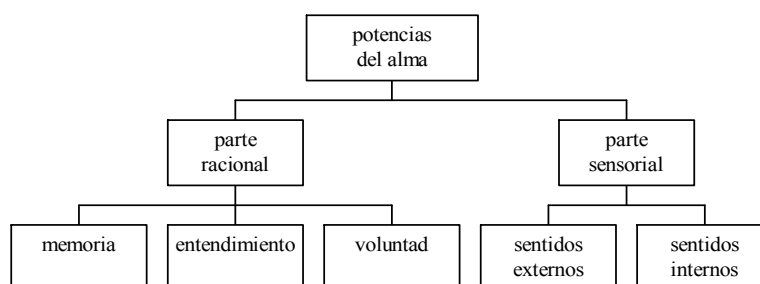 potencias
del alma
parte
racional
parte
sensorial
memoria
entendimiento
voluntad
sentidos
externos
sentidos
internos